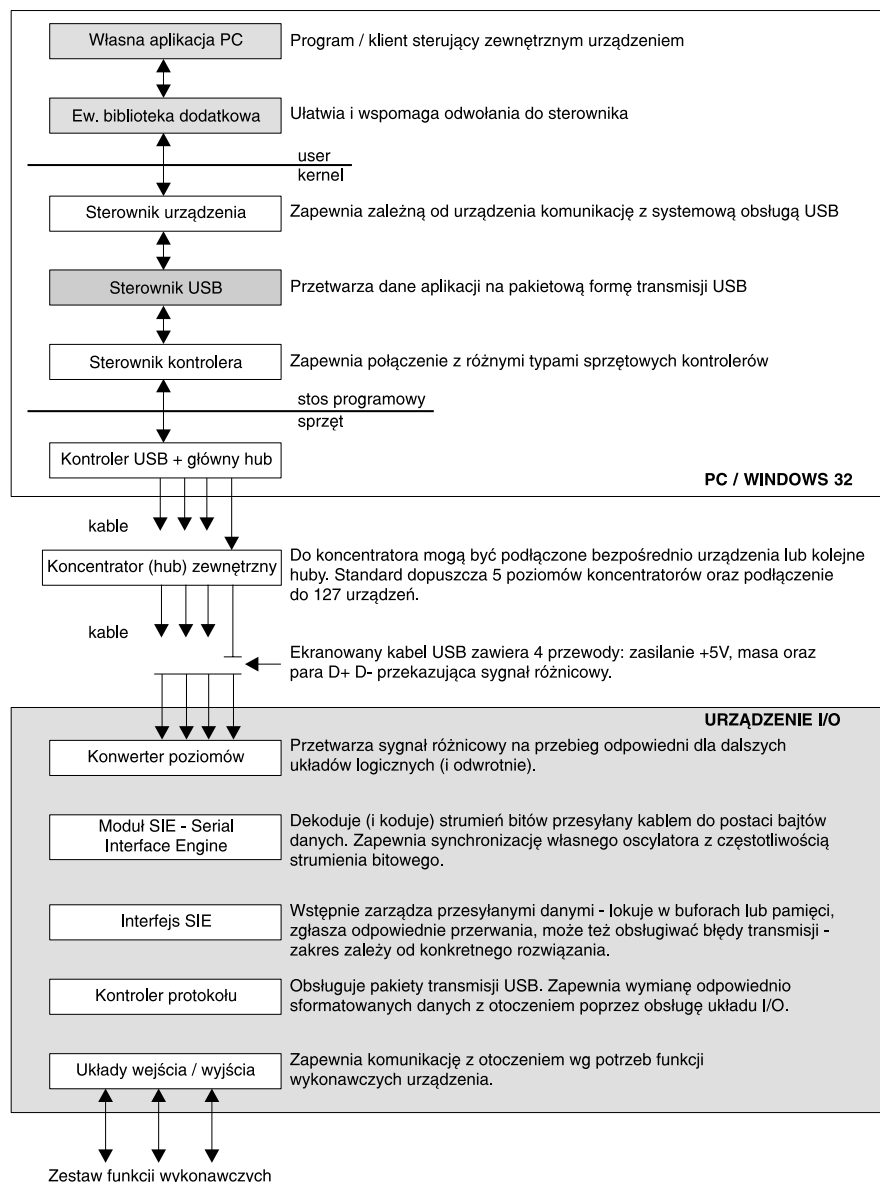 Własna aplikacja PC
Program / klient sterujący zewnętrznym urządzeniem
Ew. biblioteka dodatkowa
Ułatwia i wspomaga odwołania do sterownika
user
kernel
Sterownik urządzenia
Zapewnia zależną od urządzenia komunikację z systemową obsługą USB
Sterownik USB
Przetwarza dane aplikacji na pakietową formę transmisji USB
Sterownik kontrolera
Zapewnia połączenie z różnymi typami sprzętowych kontrolerów
stos programowy
sprzęt
Kontroler USB + główny hub
PC / WINDOWS 32
kable
Koncentrator (hub) zewnętrzny
Do koncentratora mogą być podłączone bezpośrednio urządzenia lub kolejne
huby. Standard dopuszcza 5 poziomów koncentratorów oraz podłączenie
do 127 urządzeń.
kable
Ekranowany kabel USB zawiera 4 przewody: zasilanie +5V, masa oraz
para D+ D- przekazująca sygnał różnicowy.
URZĄDZENIE I/O
Konwerter poziomów
Przetwarza sygnał różnicowy na przebieg odpowiedni dla dalszych
układów logicznych (i odwrotnie).
Moduł SIE - Serial
Interface Engine
Dekoduje (i koduje) strumień bitów przesyłany kablem do postaci bajtów
danych. Zapewnia synchronizację własnego oscylatora z częstotliwością
strumienia bitowego.
Interfejs SIE
Wstępnie zarządza przesyłanymi danymi - lokuje w buforach lub pamięci,
zgłasza odpowiednie przerwania, może też obsługiwać błędy transmisji -
zakres zależy od konkretnego rozwiązania.
Kontroler protokołu
Obsługuje pakiety transmisji USB. Zapewnia wymianę odpowiednio
sformatowanych danych z otoczeniem poprzez obsługę układu I/O.
Układy wejścia / wyjścia
Zapewnia komunikację z otoczeniem wg potrzeb funkcji
wykonawczych urządzenia.
Zestaw funkcji wykonawczych